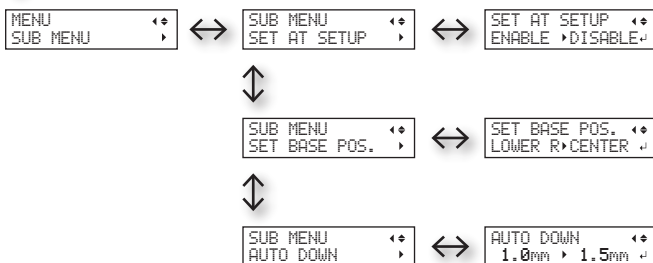 MENU
SUB MENU
SUB MENU
SET AT SETUP
SET AT SETUP
ENABLE DISABLE
SUB MENU
SET BASE POS.
SET BASE POS.
LOWER R CENTER
SUB MENU
AUTO DOWN
AUTO DOWN
1.0mm 1.5mm